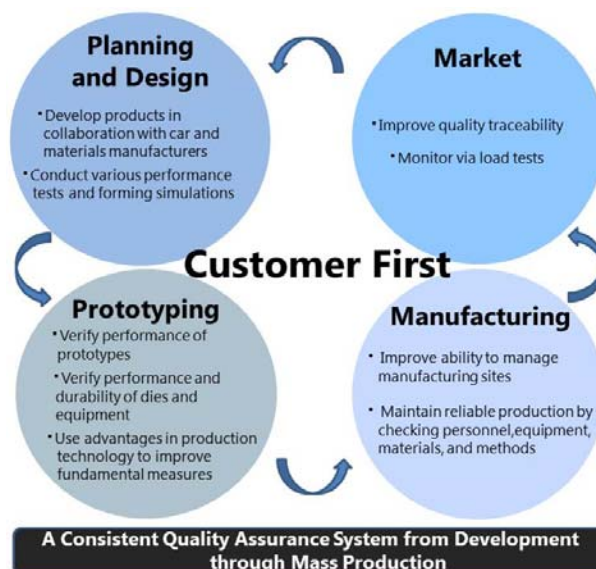 Planning
and Design
•Develop products in
collaboration with car and
materials manufacturers
•Conduct various performance
tests and forming simulations
Market
•Improve quality traceability
•Monitor via load tests
Customer First
Prototyping
•Verify performance of
prototypes
•Verify performance and
durability of dies and
equipment
•Use advantages in production
technology to improve
fundamental measures
Manufacturing
•Improve ability to manage
manufacturing sites
•Maintain reliable production by
checking personnel,equipment,
materials, and methods
A Consistent Quality Assurance System from Development
through Mass Production